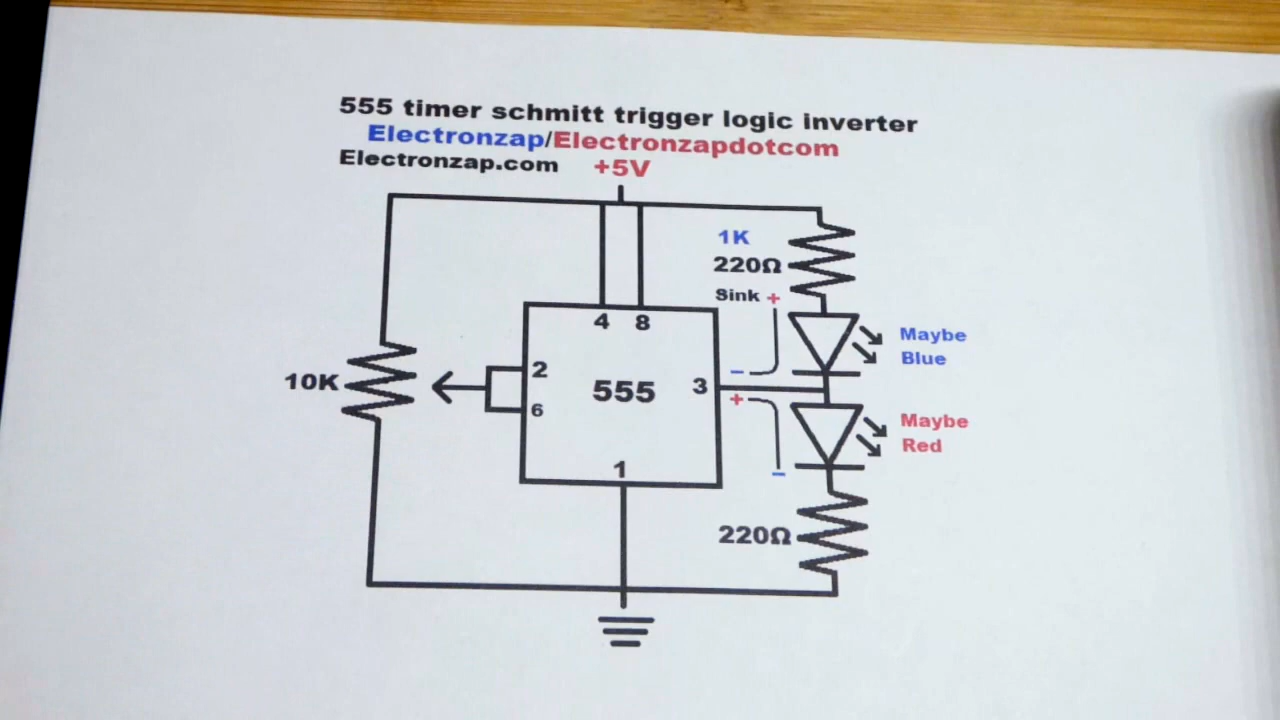 555 timer schmitt trigger logic inverter
Electronzap/Electronzapdotcom
Electronzap.com +5V
1K
220Ω
Sink +
4 8
Maybe
Blue
-
2
10K
555
3
+
6
Maybe
Red
1
-
220Ω